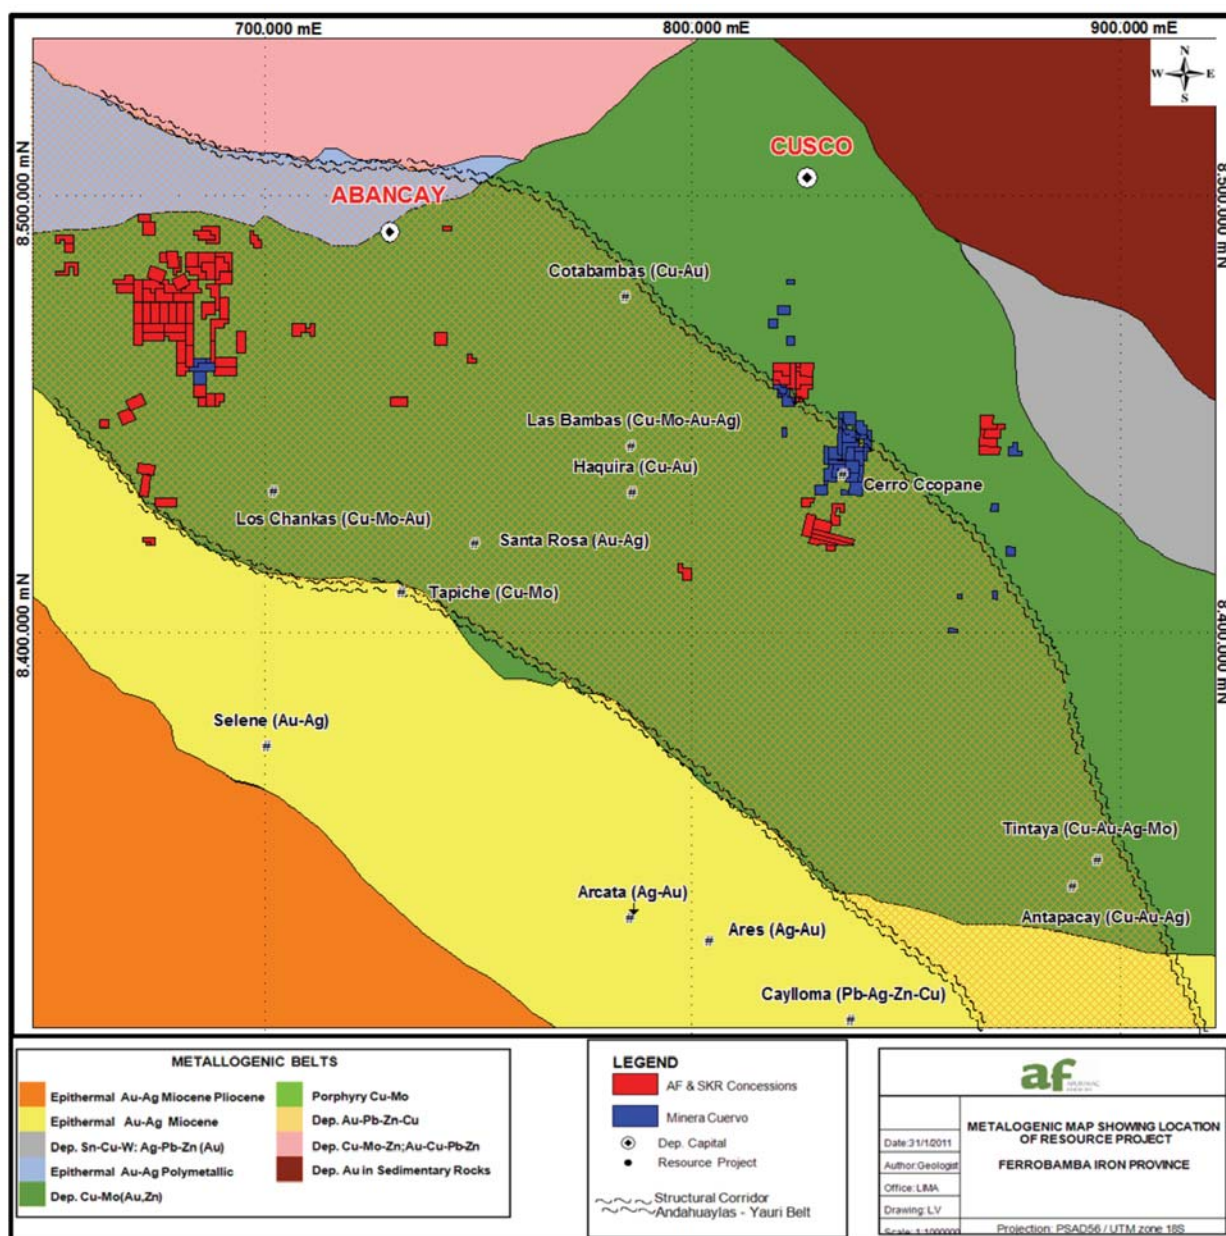 700.000 mE
800.000 mE
900.000 mE
N
W E
S
CUSCO
8.500.000 mN
8.500.000 mN
ABANCAY
Cotabambas (Cu-Au)
#
Las Bambas (Cu-Mo-Au-Ag)
#
Haquira (Cu-Au)
#
# Cerro Ccopane
#
Los Chankas (Cu-Mo-Au)
# Santa Rosa (Au-Ag)
# Tapiche (Cu-Mo)
8.400.000 mN
8.400.000 mN
Selene (Au-Ag)
#
Tintaya (Cu-Au-Ag-Mo)
#
#
Antapacay (Cu-Au-Ag)
Arcata (Ag-Au)
#
# Ares (Ag-Au)
Caylloma (Pb-Ag-Zn-Cu)
#
METALLOGENIC BELTS
Epithermal Au-Ag Miocene Pliocene
Epithermal Au-Ag Miocene
Dep. Sn-Cu-W: Ag-Pb-Zn (Au)
Epithermal Au-Ag Polymetallic
Dep. Cu-Mo(Au,Zn)
Porphyry Cu-Mo
Dep. Au-Pb-Zn-Cu
Dep. Cu-Mo-Zn;Au-Cu-Pb-Zn
Dep. Au in Sedimentary Rocks
LEGEND
AF & SKR Concessions
Minera Cuervo
Dep. Capital
Resource Project
Structural Corridor
Andahuaylas - Yauri Belt
af
Date:31/1/2011
Author:Geologist
Office: LIMA
Drawing: L.V
Scale: 1:1000000
METALOGENIC MAP SHOWING LOCATION
OF RESOURCE PROJECT
FERROBAMBA IRON PROVINCE
Projection: PSAD56 / UTM zone 18S